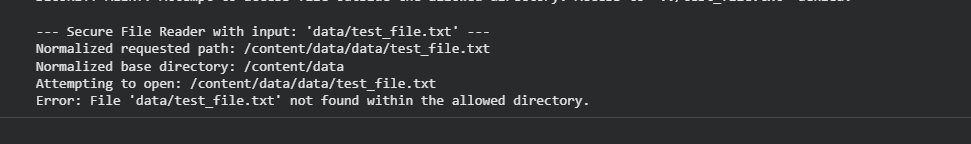 --- Secure File Reader with input: 'data/test_file.txt' ---
Normalized requested path: /content/data/data/test_file.txt
Normalized base directory: /content/data
Attempting to open: /content/data/data/test_file.txt
Error: File 'data/test_file.txt' not found within the allowed directory.